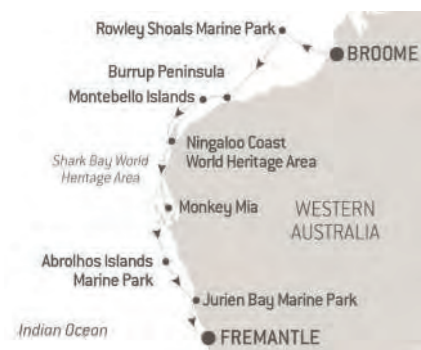 Rowley Shoals Marine Park
BROOME
Burrup Peninsula
Montebello Islands
Ningaloo Coast
World Heritage Area
Shark Bay World
Heritage Area
Monkey Mia
WESTERN
AUSTRALIA
Abrolhos Islands
Marine Park
Jurien Bay Marine Park
Indian Ocean
FREMANTLE